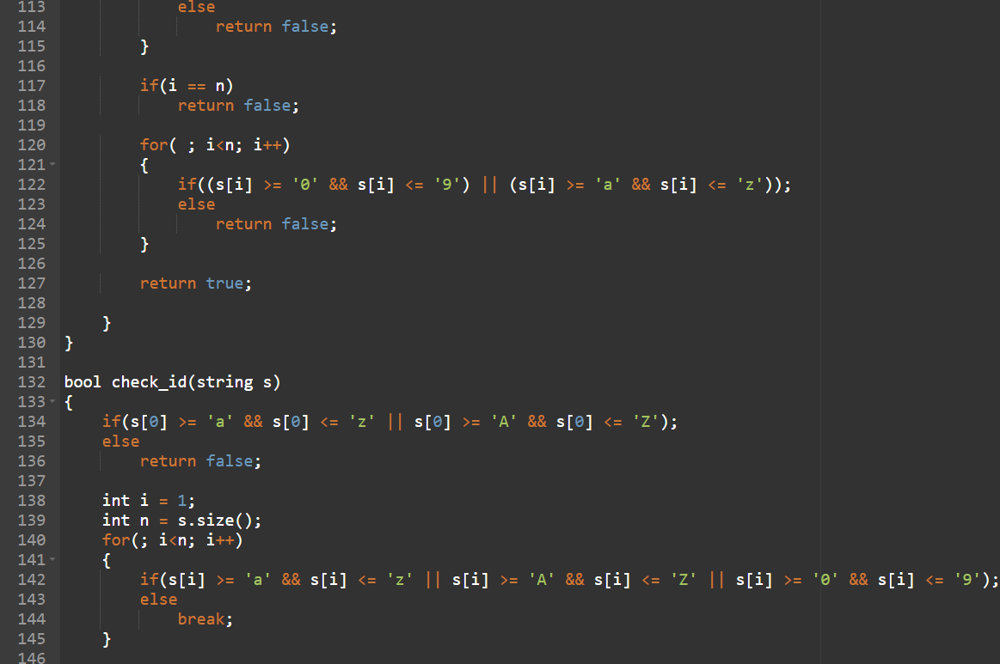 113             else
114                 return false;
115         }
116
117         if(i == n)
118             return false;
119
120         for( ; i<n; i++)
121         {
122             if((s[i] >= '0' && s[i] <= '9') || (s[i] >= 'a' && s[i] <= 'z'));
123             else
124                 return false;
125         }
126
127         return true;
128
129     }
130 }
131
132 bool check_id(string s)
133 {
134     if(s[0] >= 'a' && s[0] <= 'z' || s[0] >= 'A' && s[0] <= 'Z');
135     else
136         return false;
137
138     int i = 1;
139     int n = s.size();
140     for(; i<n; i++)
141     {
142         if(s[i] >= 'a' && s[i] <= 'z' || s[i] >= 'A' && s[i] <= 'Z' || s[i] >= '0' && s[i] <= '9');
143         else
144             break;
145     }
146